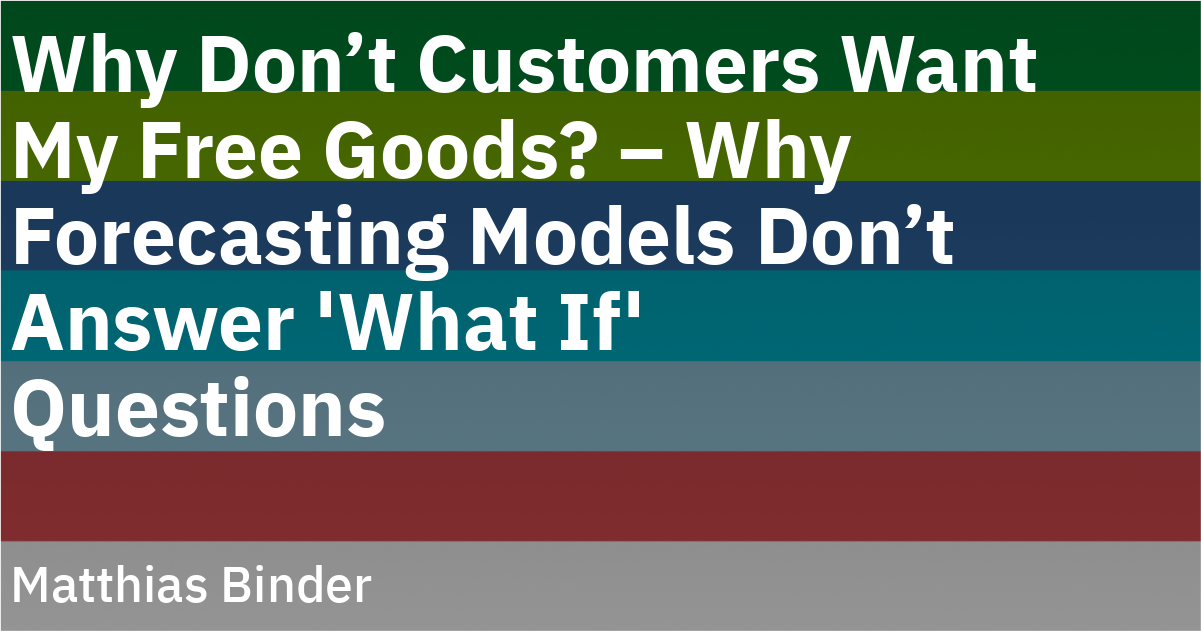 Why Don’t Customers Want
My Free Goods? – Why
Forecasting Models Don’t
Answer 'What If'
Questions
Matthias Binder